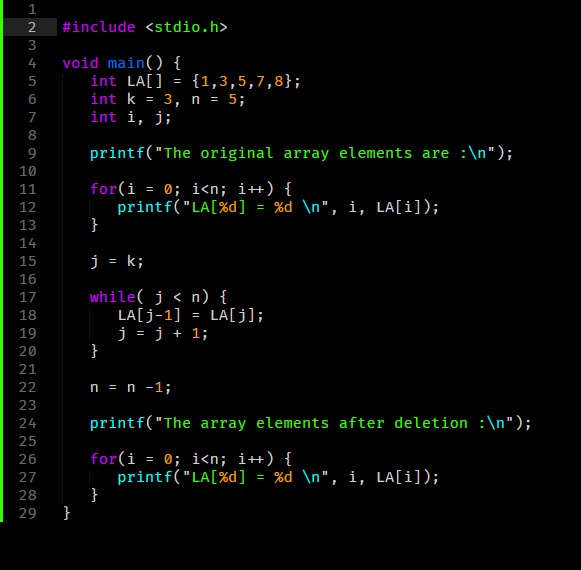 1
2 #include <stdio.h>
3
4 void main() {
5    int LA[] = {1,3,5,7,8};
6    int k = 3, n = 5;
7    int i, j;
8
9    printf("The original array elements are :\n");
10
11    for(i = 0; i<n; i++) {
12       printf("LA[%d] = %d \n", i, LA[i]);
13    }
14
15    j = k;
16
17    while( j < n) {
18       LA[j-1] = LA[j];
19       j = j + 1;
20    }
21
22    n = n -1;
23
24    printf("The array elements after deletion :\n");
25
26    for(i = 0; i<n; i++) {
27       printf("LA[%d] = %d \n", i, LA[i]);
28    }
29 }